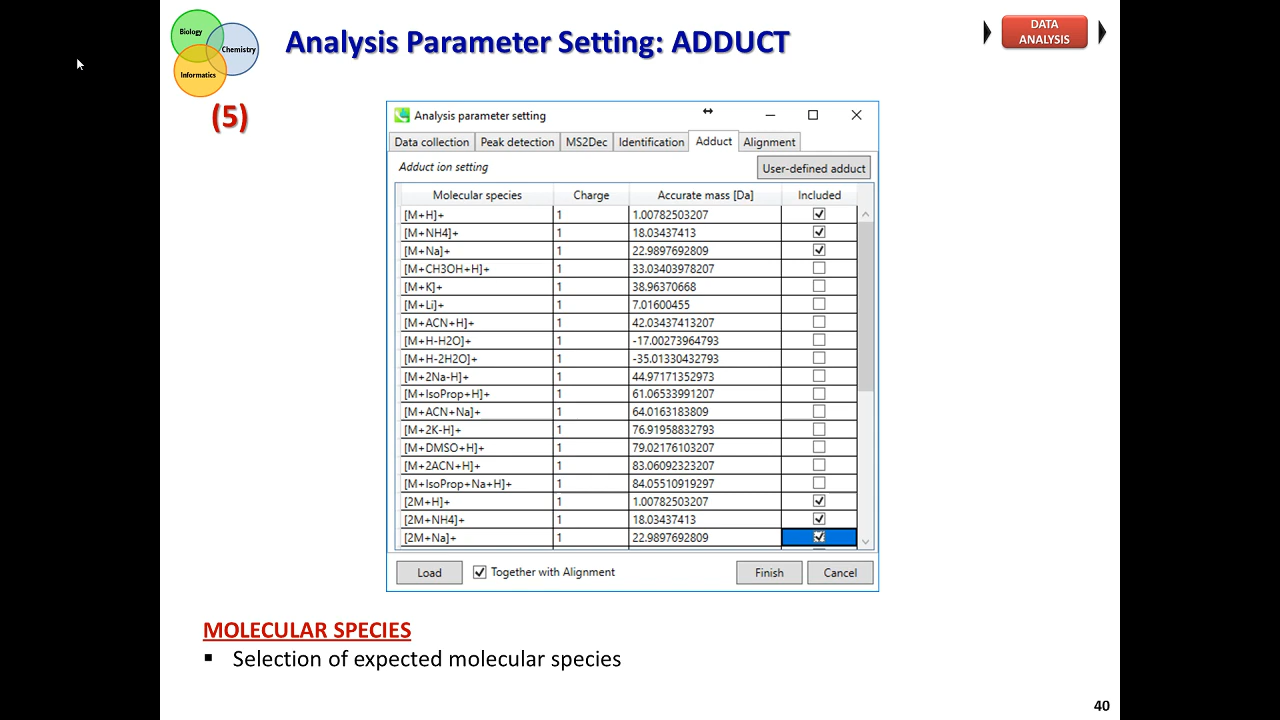 Biology
Chemistry
Informatics
Analysis Parameter Setting: ADDUCT
DATA
ANALYSIS
(5)
Analysis parameter setting
Data collection Peak detection MS2Dec Identification Adduct Alignment
Adduct ion setting
User-defined adduct
Molecular species Charge Accurate mass [Da] Included
[M+H]+ 1 1.00782503207
[M+NH4]+ 1 18.03437413
[M+Na]+ 1 22.9897692809
[M+CH3OH+H]+ 1 33.03403978207
[M+K]+ 1 38.96370668
[M+Li]+ 1 7.01600455
[M+ACN+H]+ 1 42.03437413207
[M+H-H2O]+ 1 -17.00273964793
[M+H-2H2O]+ 1 -35.01330432793
[M+2Na-H]+ 1 44.97171352973
[M+IsoProp+H]+ 1 61.06533991207
[M+ACN+Na]+ 1 64.0163183809
[M+2K-H]+ 1 76.91958832793
[M+DMSO+H]+ 1 79.02176103207
[M+2ACN+H]+ 1 83.06092323207
[M+IsoProp+Na+H]+ 1 84.05510919297
[2M+H]+ 1 1.00782503207
[2M+NH4]+ 1 18.03437413
[2M+Na]+ 1 22.9897692809
Load Together with Alignment Finish Cancel
MOLECULAR SPECIES
▪ Selection of expected molecular species
40